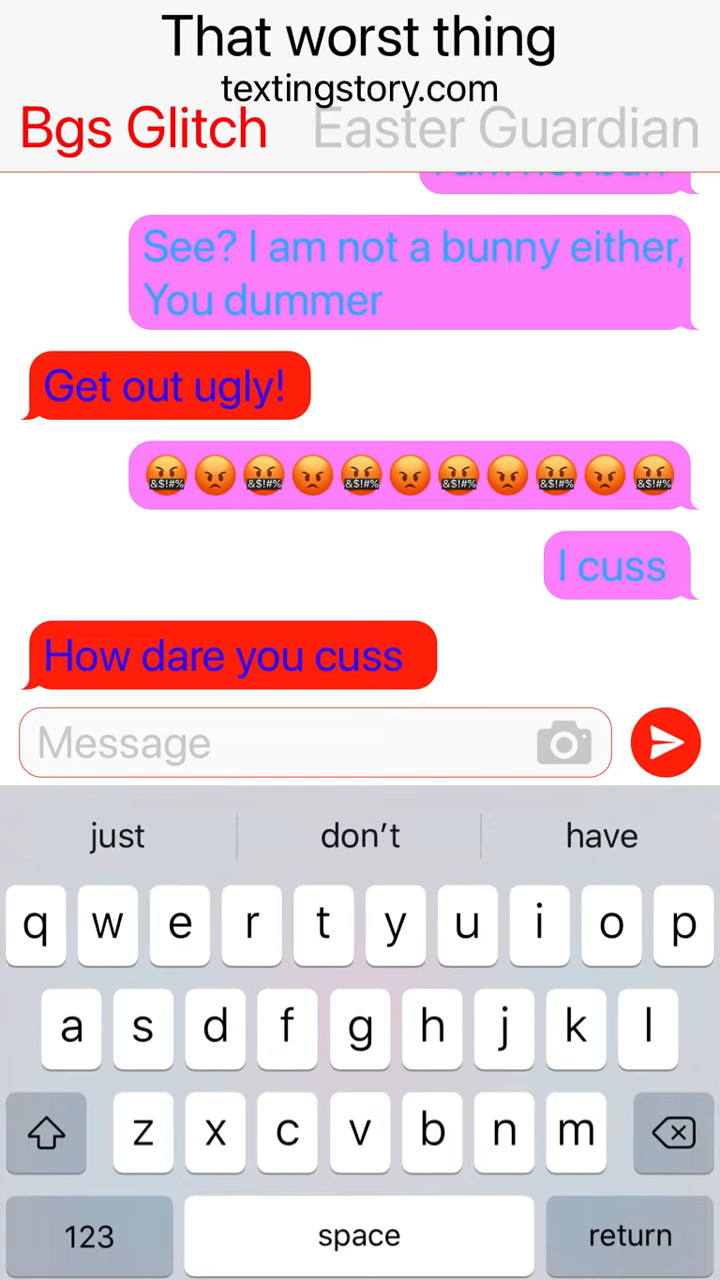 That worst thing
textingstory.com
Bgs Glitch Easter Guardian
See? I am not a bunny either,
You dummer
Get out ugly!
🤬😡🤬😡🤬😡🤬😡🤬😡🤬
I cuss
How dare you cuss
Message
just don't have
q w e r t y u i o p
a s d f g h j k l
z x c v b n m
123 space return